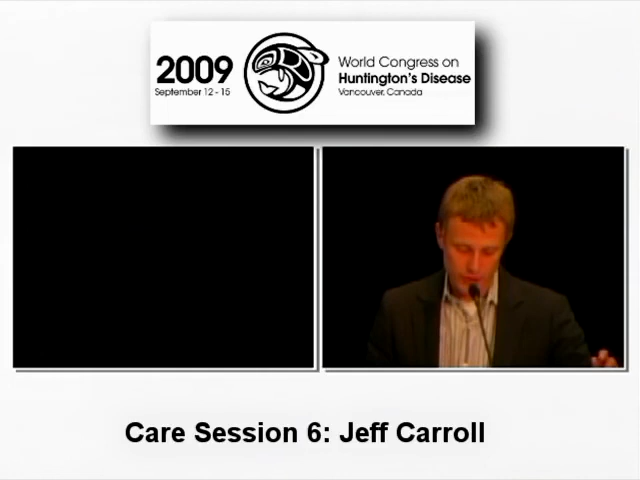 2009
September 12 - 15
World Congress on
Huntington's Disease
Vancouver, Canada
Care Session 6: Jeff Carroll